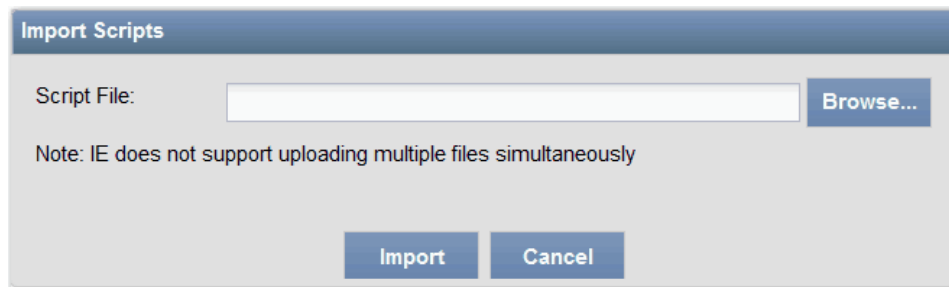 Import Scripts
Script File:
Browse...
Note: IE does not support uploading multiple files simultaneously
Import Cancel